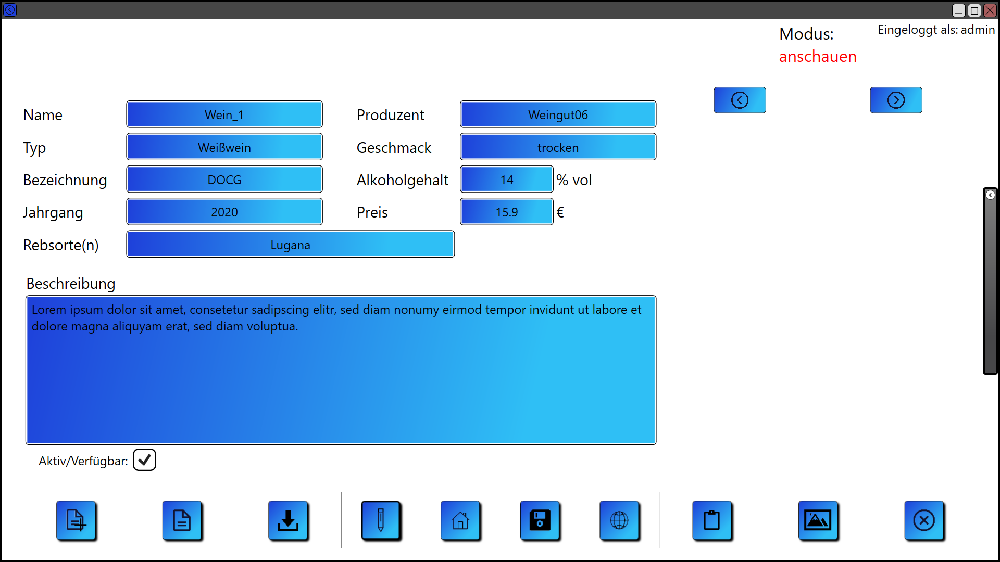 Modus:
anschauen
Eingeloggt als: admin
Name
Wein_1
Produzent
Weingut06
Typ
Weißwein
Geschmack
trocken
Bezeichnung
DOCG
Alkoholgehalt
14
% vol
Jahrgang
2020
Preis
15.9
€
Rebsorte(n)
Lugana
Beschreibung
Lorem ipsum dolor sit amet, consetetur sadipscing elitr, sed diam nonumy eirmod tempor invidunt ut labore et
dolore magna aliquyam erat, sed diam voluptua.
Aktiv/Verfügbar: